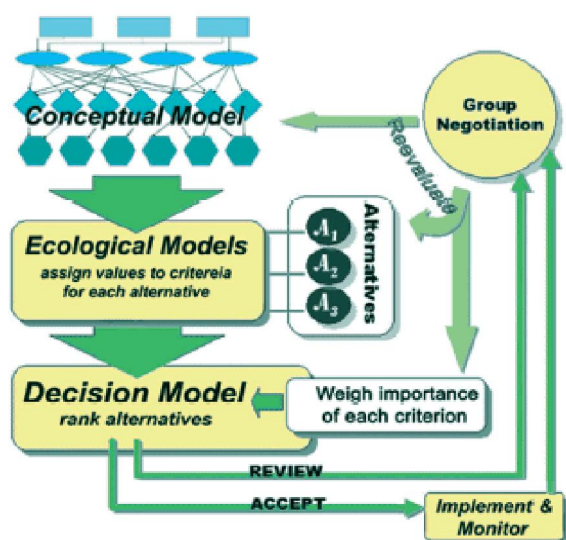 Conceptual Model
Group
Negotiation
Reevaluate
Ecological Models
assign values to critereia
for each alternative
A1
A2
A3
Alternatives
Decision Model
rank alternatives
Weigh importance
of each criterion
REVIEW
ACCEPT
Implement &
Monitor